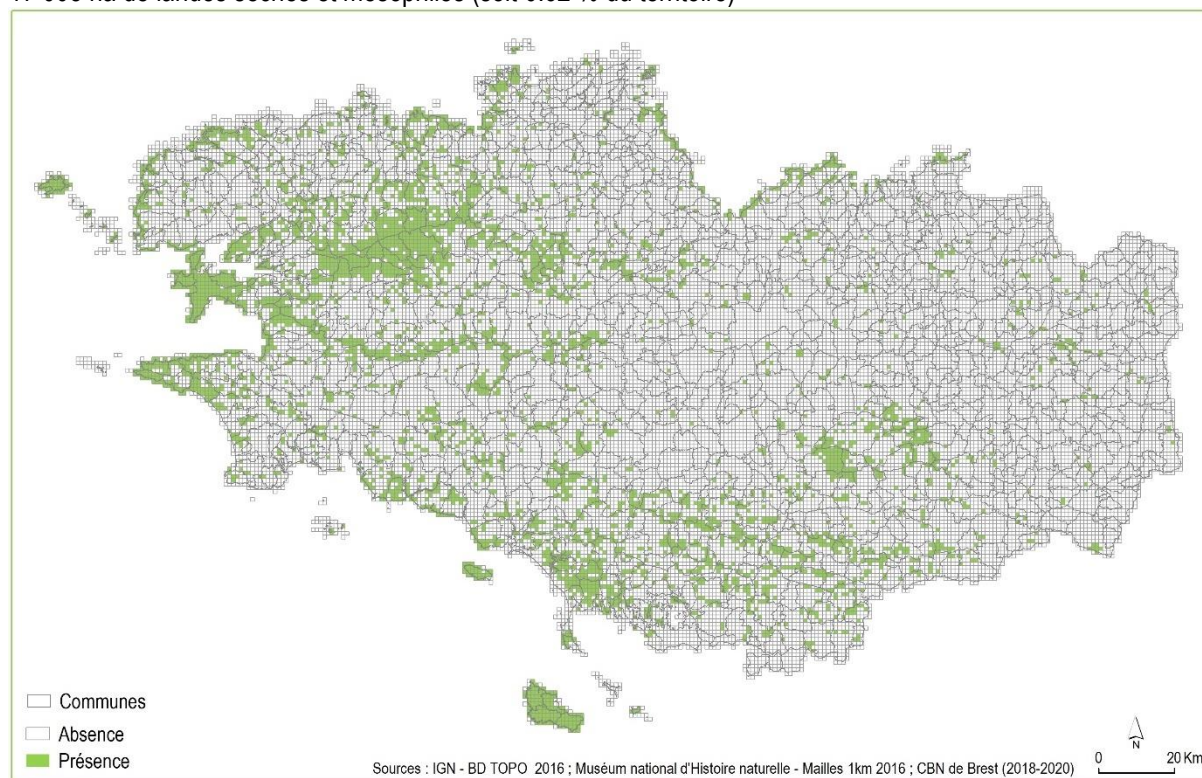 Communes
Absence
Présence
Sources : IGN - BD TOPO 2016 ; Muséum national d'Histoire naturelle - Mailles 1km 2016 ; CBN de Brest (2018-2020)
N
0 20 Km